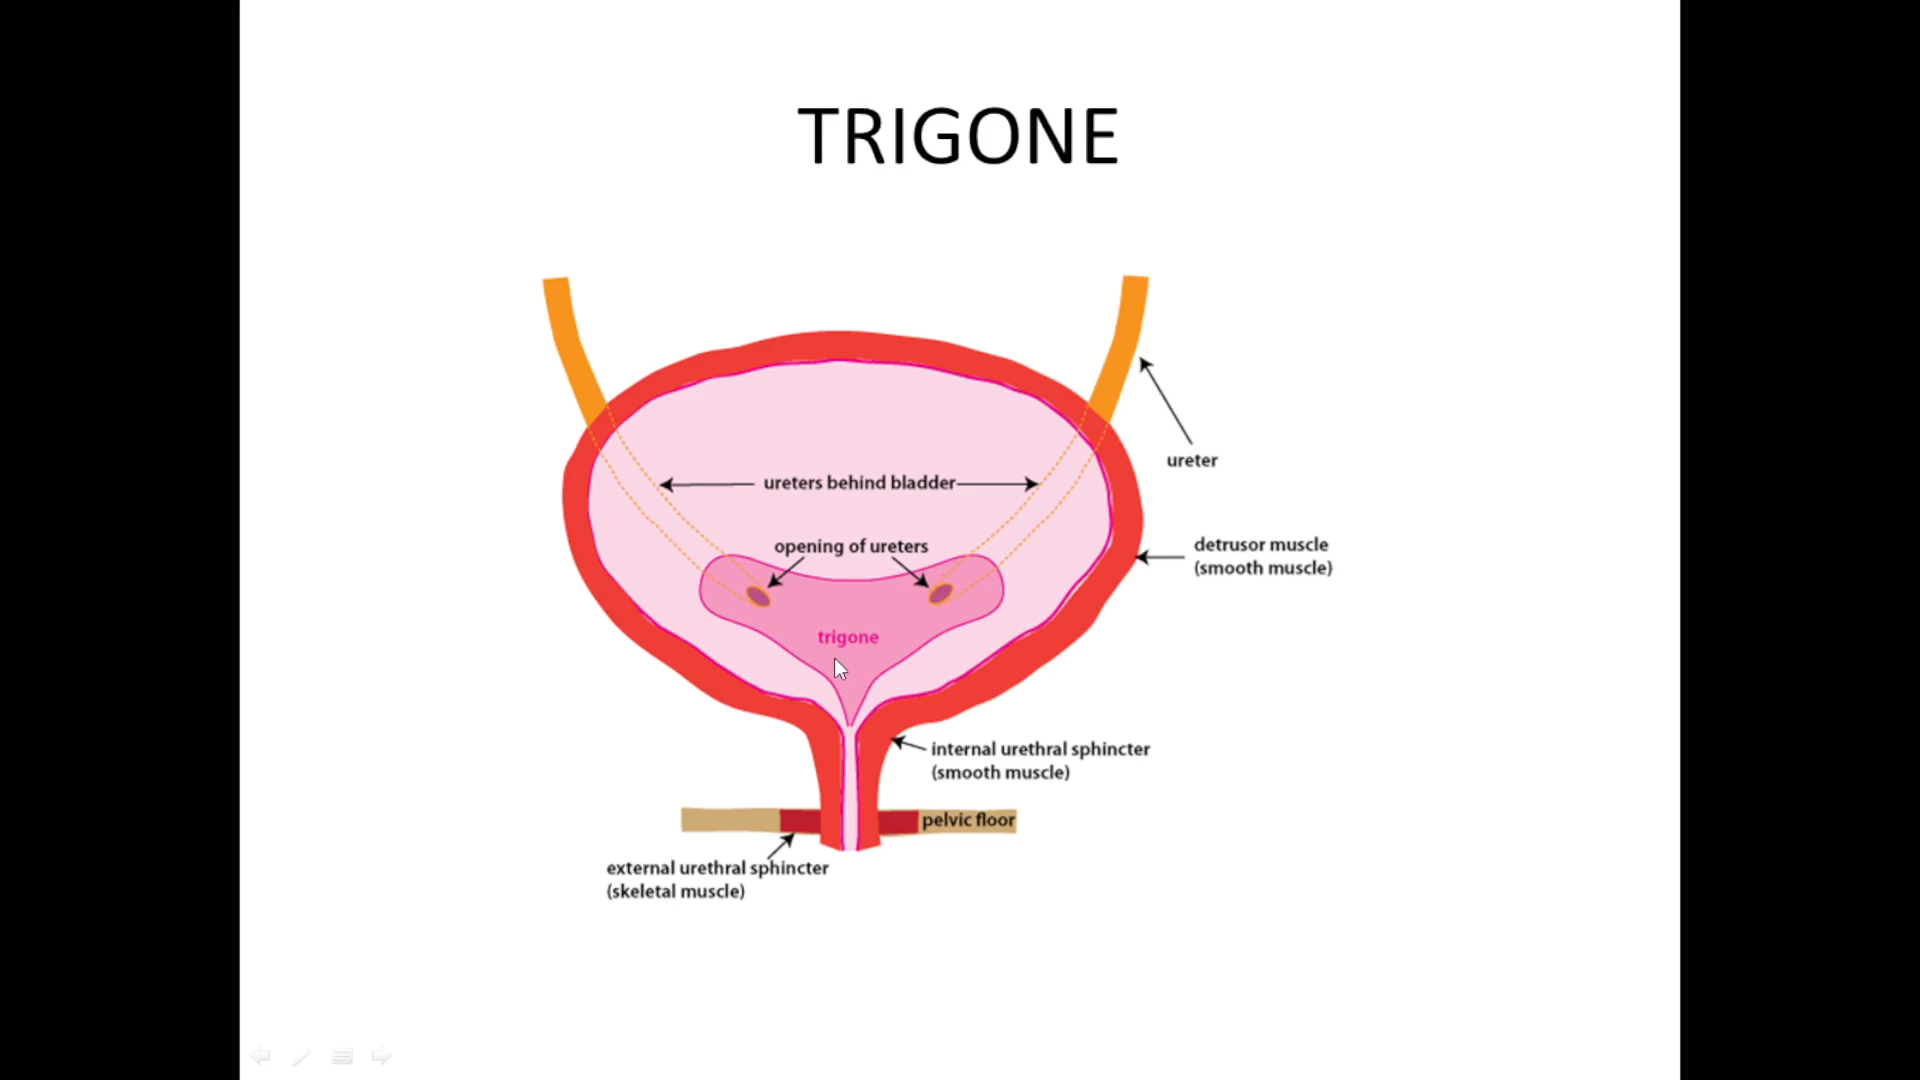 TRIGONE
ureter
ureters behind bladder
opening of ureters
detrusor muscle
(smooth muscle)
trigone
internal urethral sphincter
(smooth muscle)
pelvic floor
external urethral sphincter
(skeletal muscle)